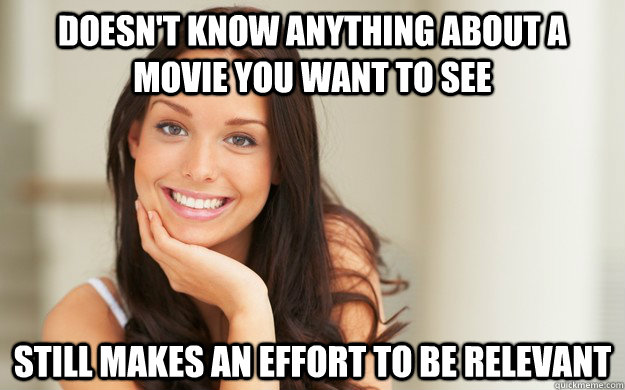 DOESN'T KNOW ANYTHING ABOUT A
MOVIE YOU WANT TO SEE
STILL MAKES AN EFFORT TO BE RELEVANT
quickmeme.com